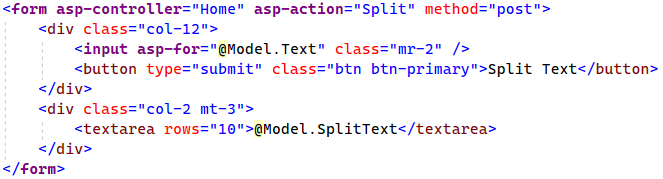 <form asp-controller="Home" asp-action="Split" method="post">
    <div class="col-12">
        <input asp-for="@Model.Text" class="mr-2" />
        <button type="submit" class="btn btn-primary">Split Text</button>
    </div>
    <div class="col-2 mt-3">
        <textarea rows="10">@Model.SplitText</textarea>
    </div>
</form>